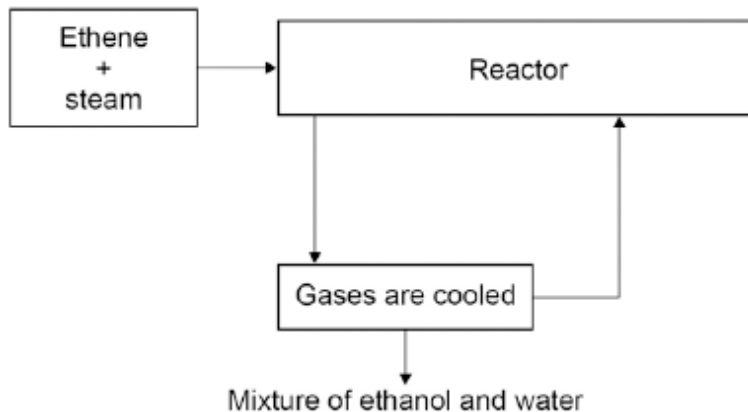 Ethene
+
steam
Reactor
Gases are cooled
Mixture of ethanol and water